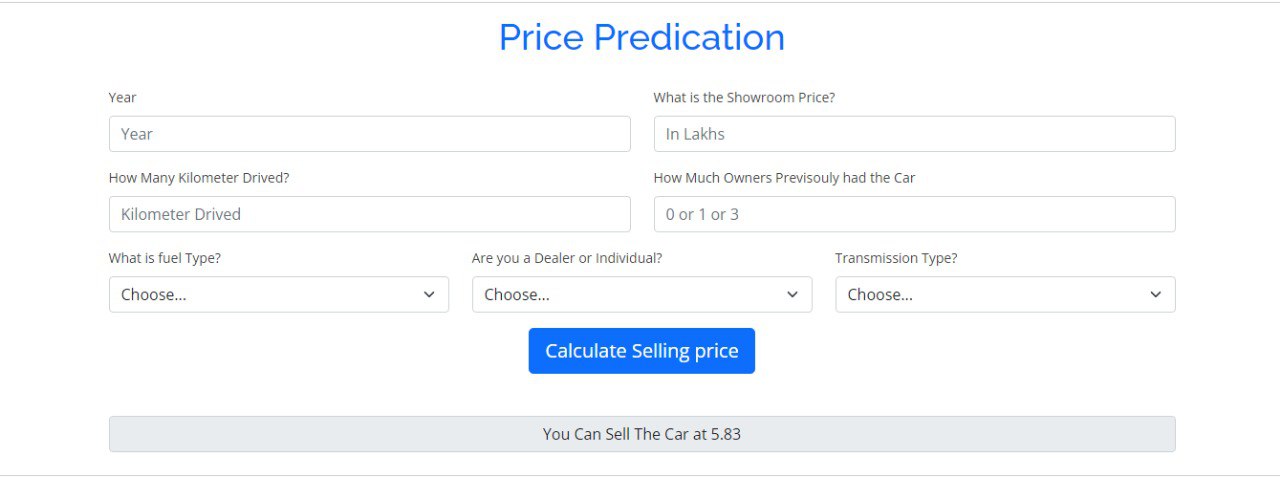 Price Predication
Year
What is the Showroom Price?
Year
In Lakhs
How Many Kilometer Drived?
How Much Owners Previsouly had the Car
Kilometer Drived
0 or 1 or 3
What is fuel Type?
Are you a Dealer or Individual?
Transmission Type?
Choose...
Choose...
Choose...
Calculate Selling price
You Can Sell The Car at 5.83